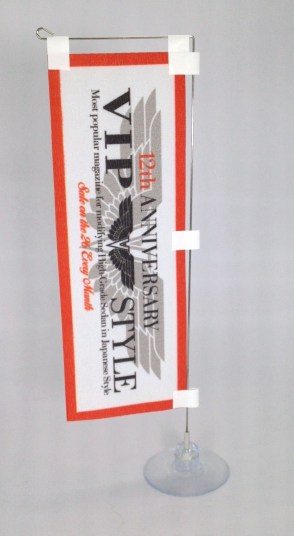 12th ANNIVERSARY
VIP STYLE
Most popular magazine for modifying High-Grade Sedan in Japanese Style
Sale on the 26 Every Month